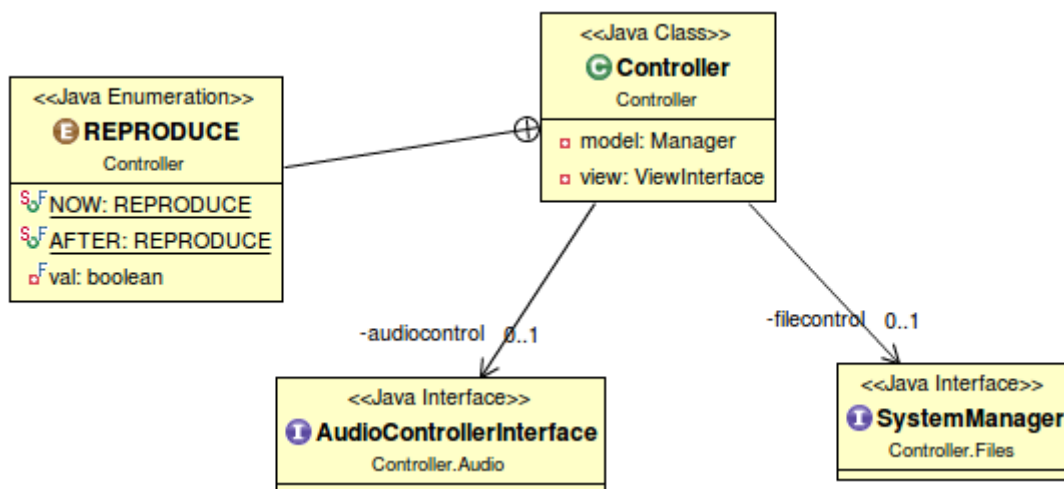 <<Java Class>>
C Controller
Controller
model: Manager
view: ViewInterface
<<Java Enumeration>>
E REPRODUCE
Controller
S F NOW: REPRODUCE
S F AFTER: REPRODUCE
F val: boolean
-audiocontrol 0..1
-filecontrol 0..1
<<Java Interface>>
I AudioControllerInterface
Controller.Audio
<<Java Interface>>
I SystemManager
Controller.Files